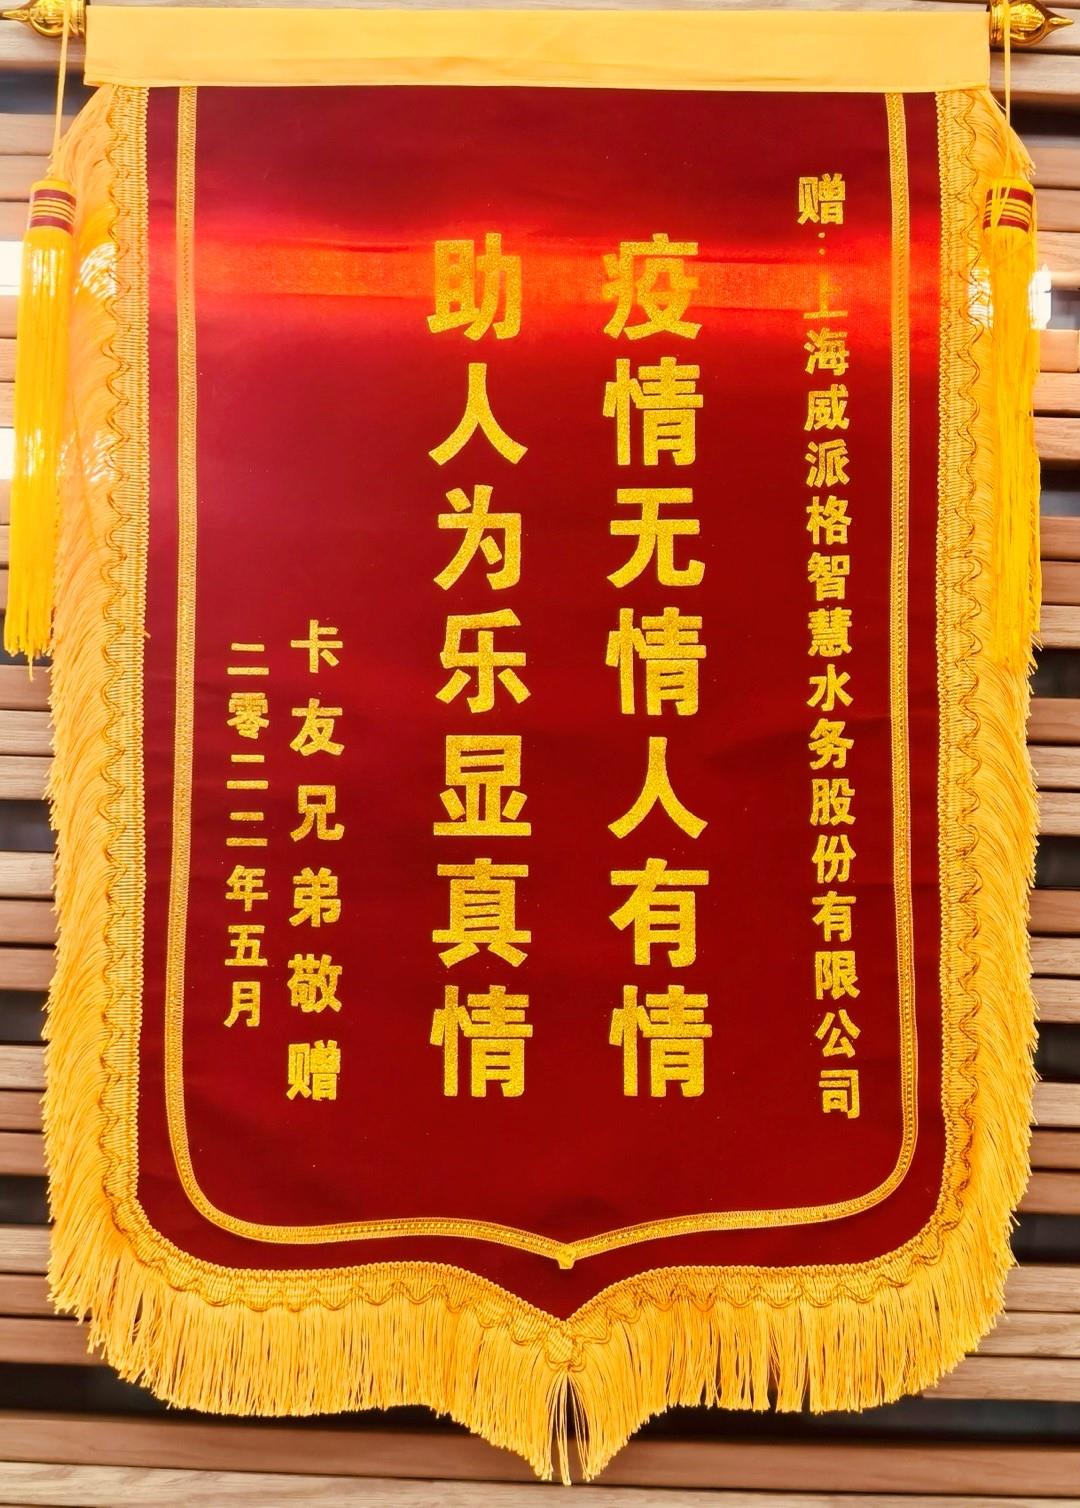 赠：上海威派格智慧水务股份有限公司
疫情无情人有情
助人为乐显真情
卡友兄弟敬赠
二零二二年五月